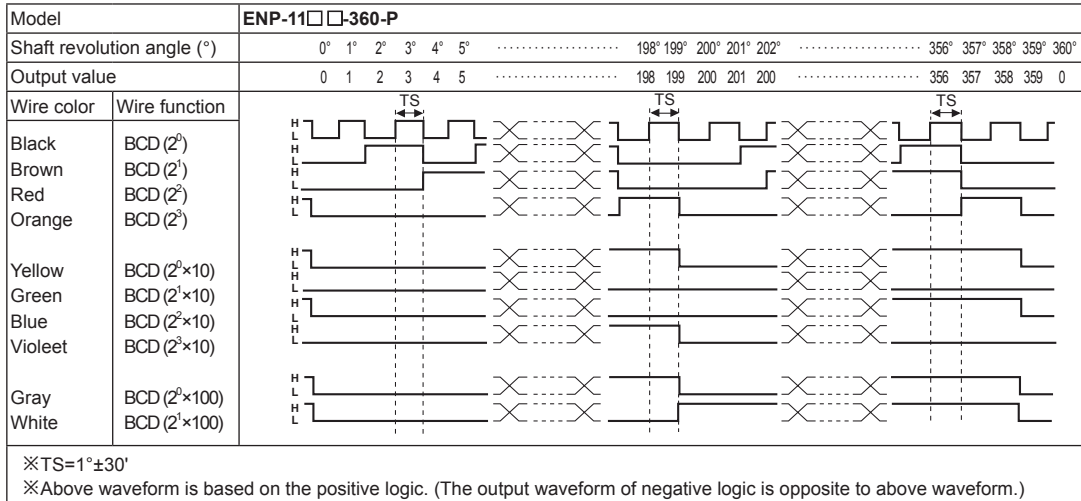 Model ENP-11□ □-360-P
Shaft revolution angle (°) 0° 1° 2° 3° 4° 5° ···················· 198° 199° 200° 201° 202° ···················· 356° 357° 358° 359° 360°
Output value 0 1 2 3 4 5 ···················· 198 199 200 201 200 ···················· 356 357 358 359 0
Wire color Wire function TS TS TS
Black BCD (2⁰) H L
Brown BCD (2¹) H L
Red BCD (2²) H L
Orange BCD (2³) H L
Yellow BCD (2⁰×10) H L
Green BCD (2¹×10) H L
Blue BCD (2²×10) H L
Violeet BCD (2³×10) H L
Gray BCD (2⁰×100) H L
White BCD (2¹×100) H L
※TS=1°±30'
※Above waveform is based on the positive logic. (The output waveform of negative logic is opposite to above waveform.)